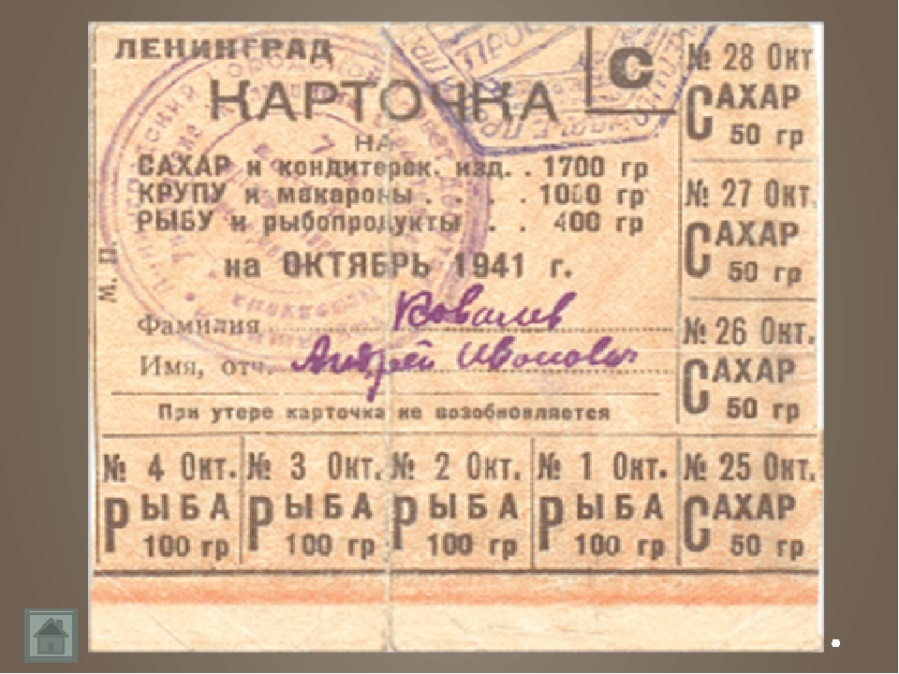 ЛЕНИНГРАД
С
КАРТОЧКА
НА
САХАР и кондитерск. изд. . 1700 гр
КРУПУ и макароны . . . 1000 гр
РЫБУ и рыбопродукты . . 400 гр
на ОКТЯБРЬ 1941 г.
М. П.
Фамилия Ковалев
Имя, отч. Андрей Иванович
При утере карточка не возобновляется
№ 28 Окт
САХАР
50 гр
№ 27 Окт.
САХАР
50 гр
№ 26 Окт.
САХАР
50 гр
№ 4 Окт. № 3 Окт. № 2 Окт. № 1 Окт. № 25 Окт.
РЫБА РЫБА РЫБА РЫБА САХАР
100 гр 100 гр 100 гр 100 гр 50 гр